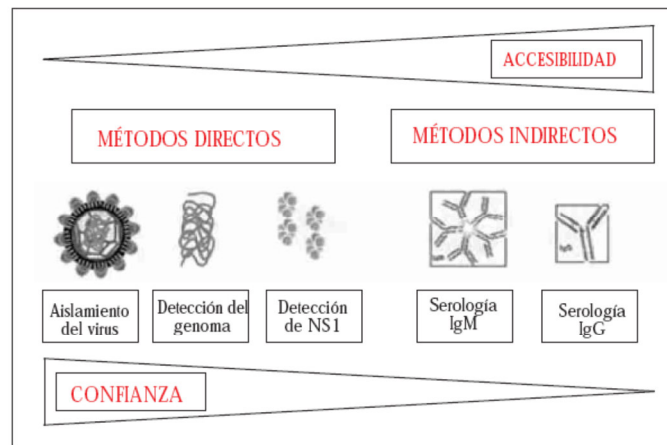 ACCESIBILIDAD
MÉTODOS DIRECTOS
MÉTODOS INDIRECTOS
Aislamiento
del virus
Detección del
genoma
Detección
de NS1
Serología
IgM
Serología
IgG
CONFIANZA